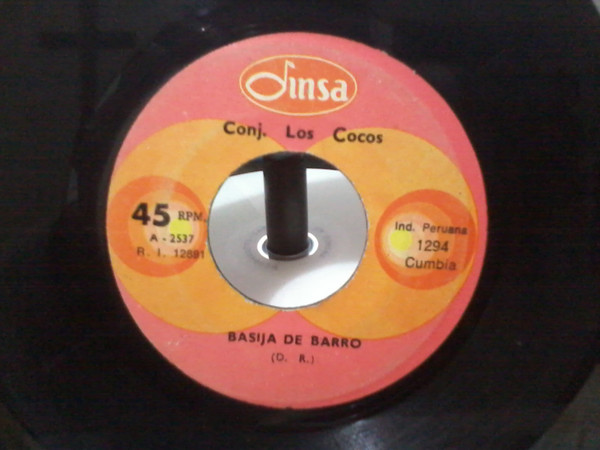 Dinsa
Conj. Los Cocos
45 RPM.
A - 2537
R. I. 12881
Ind. Peruana
1294
Cumbia
BASIJA DE BARRO
(D. R.)